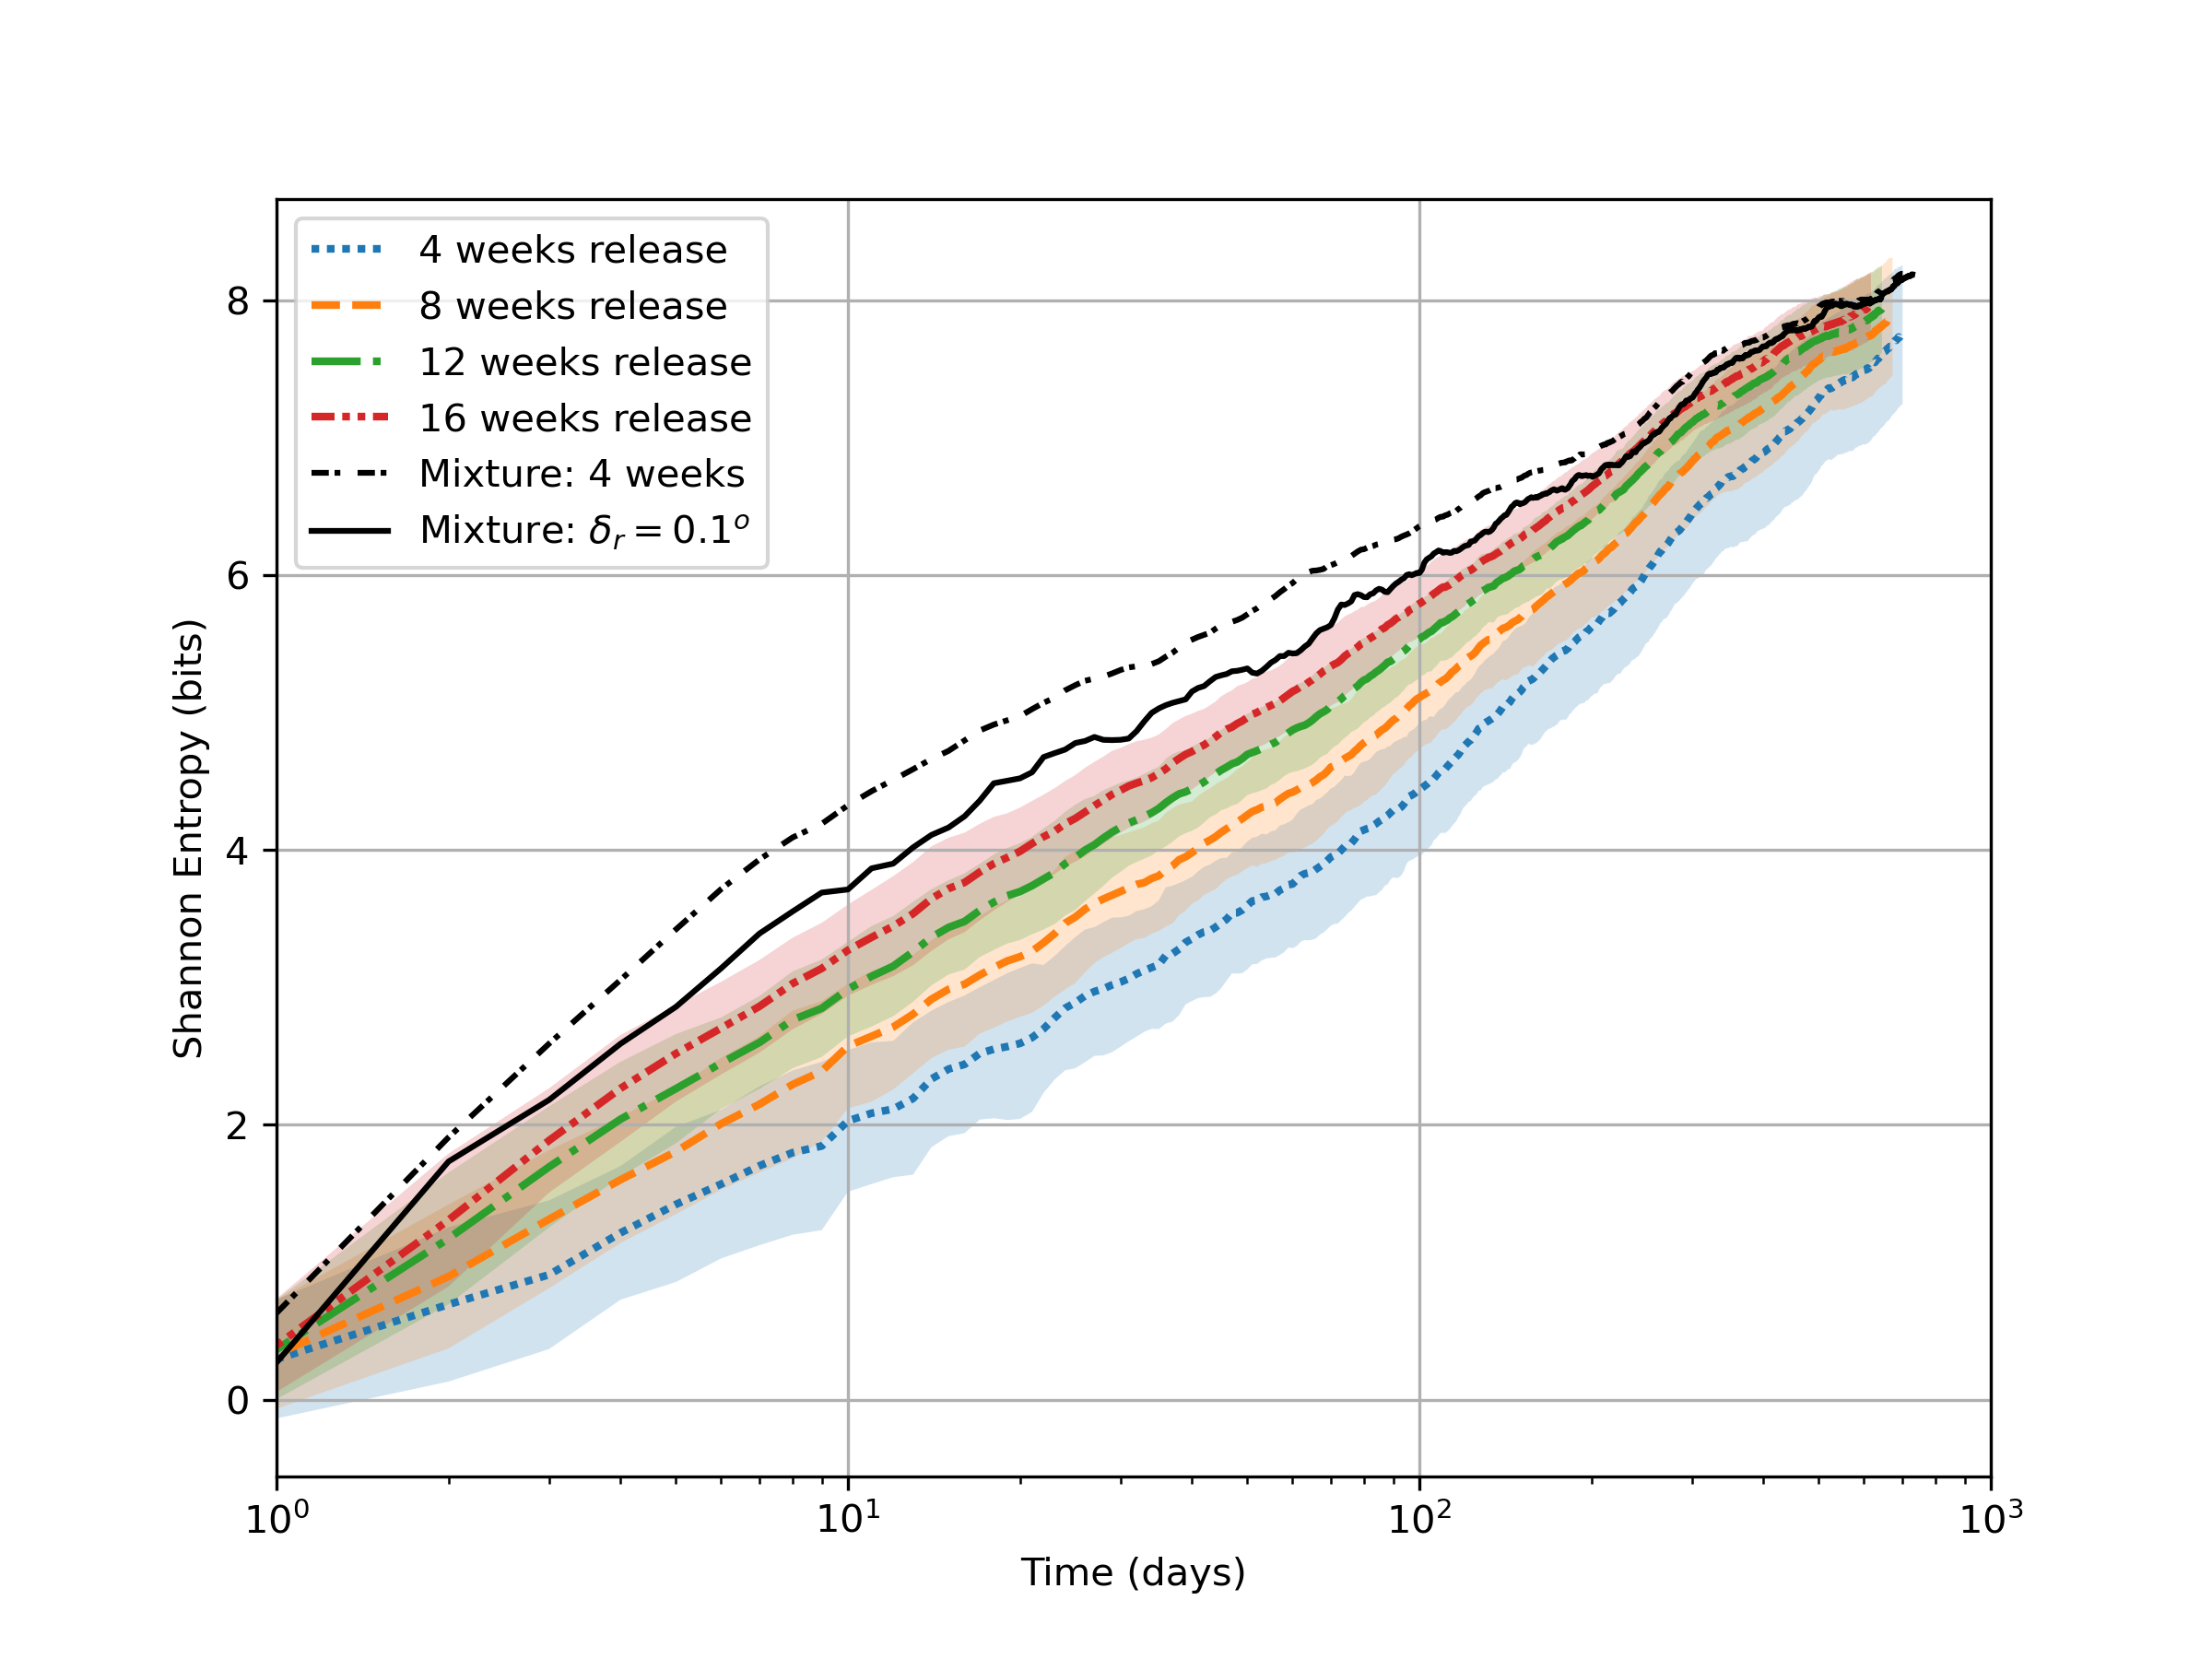 4 weeks release
8 weeks release
12 weeks release
16 weeks release
Mixture: 4 weeks
Mixture: δᵣ = 0.1ᵒ
Shannon Entropy (bits)
8
6
4
2
0
10⁰ 10¹ 10² 10³
Time (days)